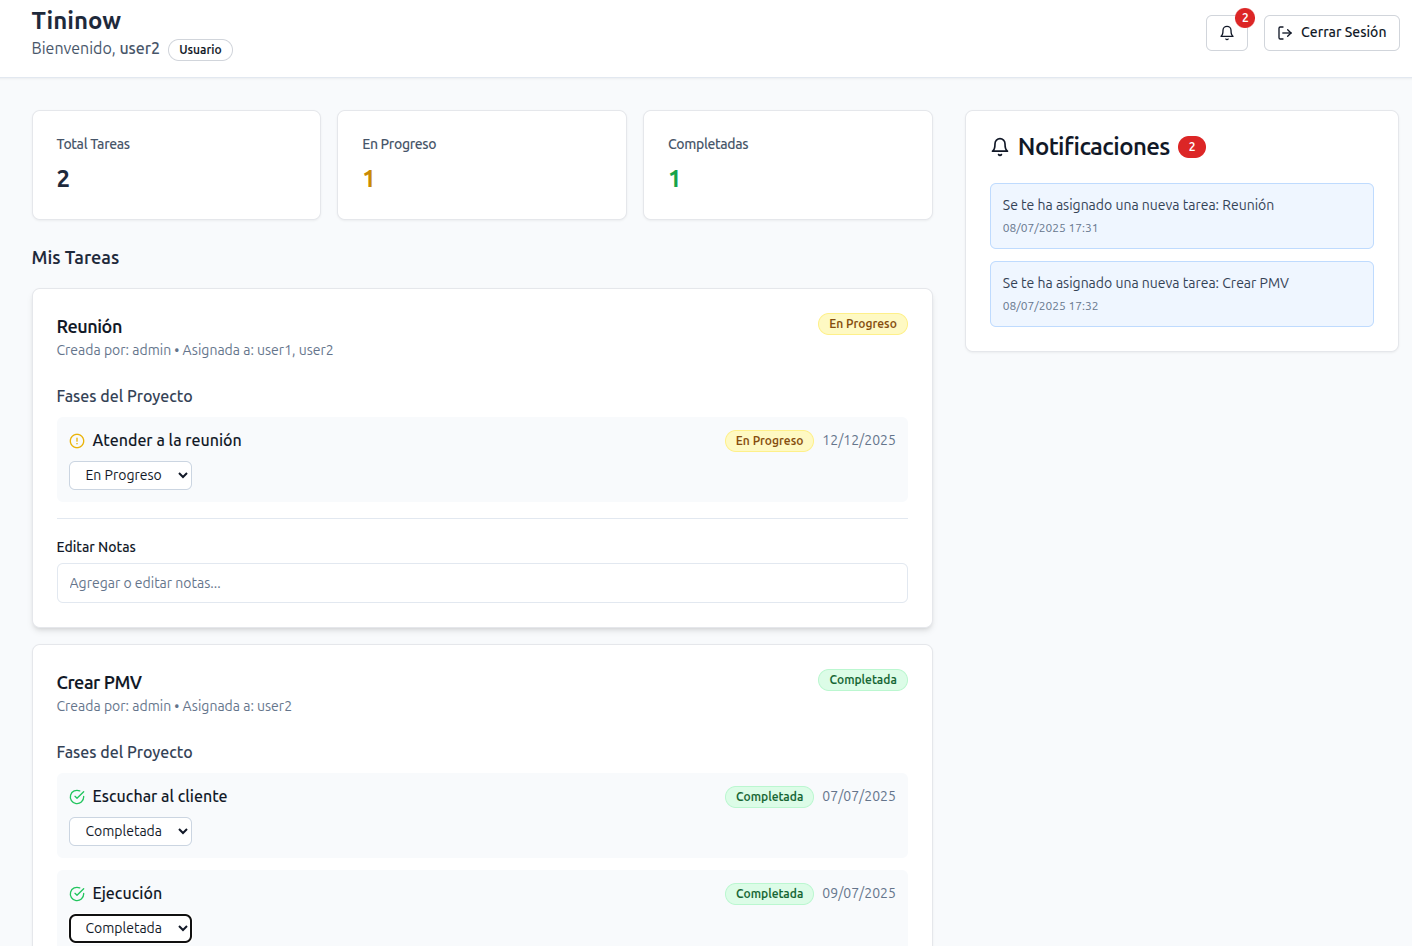 Tininow
Bienvenido, user2 Usuario
2
Cerrar Sesión
Total Tareas
2
En Progreso
1
Completadas
1
Mis Tareas
Reunión
En Progreso
Creada por: admin • Asignada a: user1, user2
Fases del Proyecto
Atender a la reunión
En Progreso 12/12/2025
En Progreso
Editar Notas
Agregar o editar notas...
Crear PMV
Completada
Creada por: admin • Asignada a: user2
Fases del Proyecto
Escuchar al cliente
Completada 07/07/2025
Completada
Ejecución
Completada 09/07/2025
Completada
Notificaciones 2
Se te ha asignado una nueva tarea: Reunión
08/07/2025 17:31
Se te ha asignado una nueva tarea: Crear PMV
08/07/2025 17:32